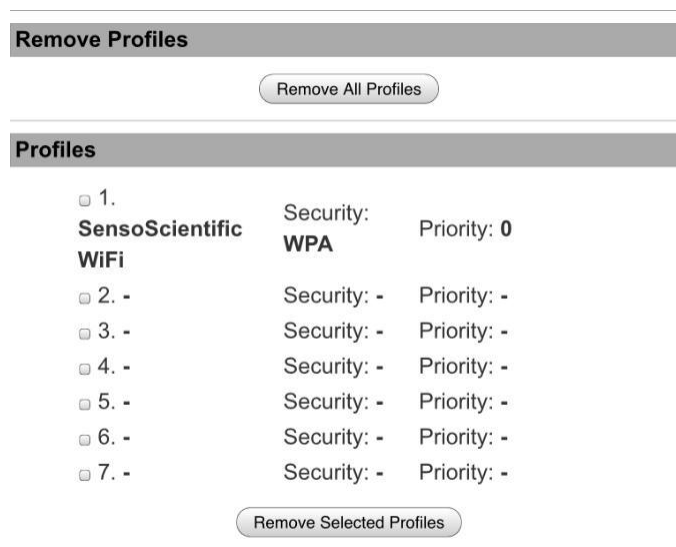 Remove Profiles
Remove All Profiles
Profiles
1.
SensoScientific
WiFi
Security:
WPA
Priority: 0
2. - Security: - Priority: -
3. - Security: - Priority: -
4. - Security: - Priority: -
5. - Security: - Priority: -
6. - Security: - Priority: -
7. - Security: - Priority: -
Remove Selected Profiles